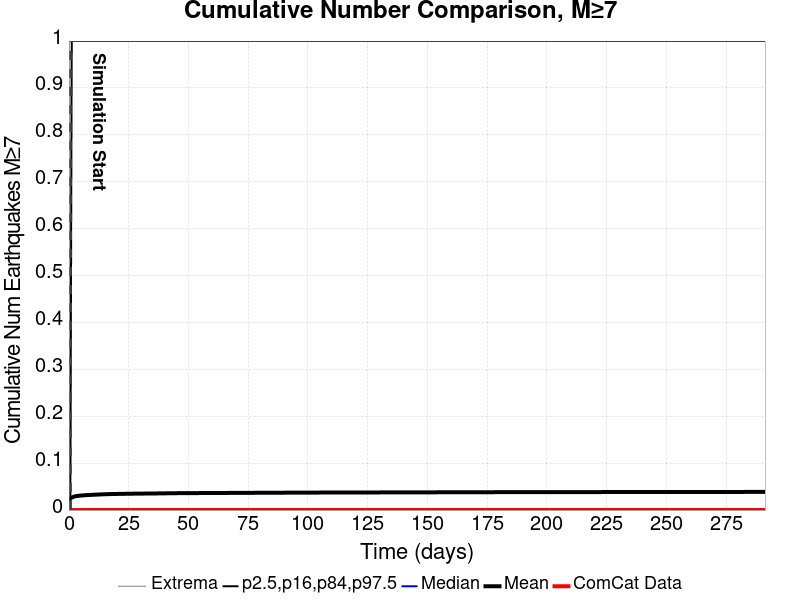 Cumulative Number Comparison, M≥7
Cumulative Num Earthquakes M≥7
1
0.9
0.8
0.7
0.6
0.5
0.4
0.3
0.2
0.1
0
Simulation Start
0 25 50 75 100 125 150 175 200 225 250 275
Time (days)
Extrema p2.5,p16,p84,p97.5 Median Mean ComCat Data